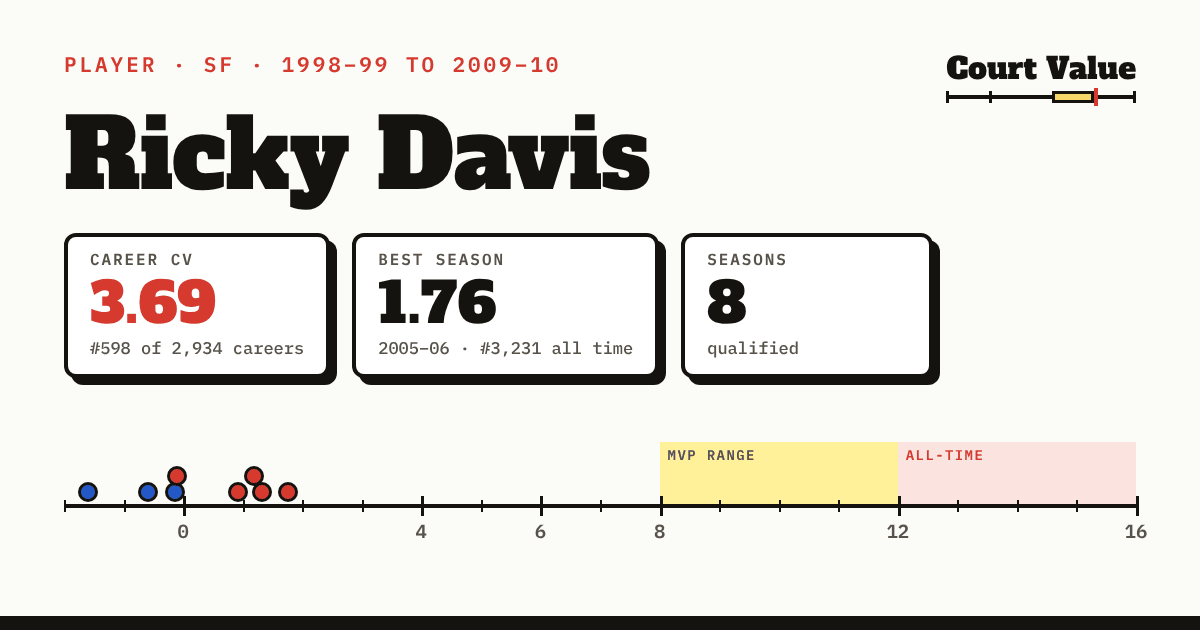 PLAYER · SF · 1998–99 TO 2009–10
Court Value
Ricky Davis
CAREER CV
3.69
#598 of 2,934 careers
BEST SEASON
1.76
2005–06 · #3,231 all time
SEASONS
8
qualified
MVP RANGE
ALL-TIME
0 4 6 8 12 16